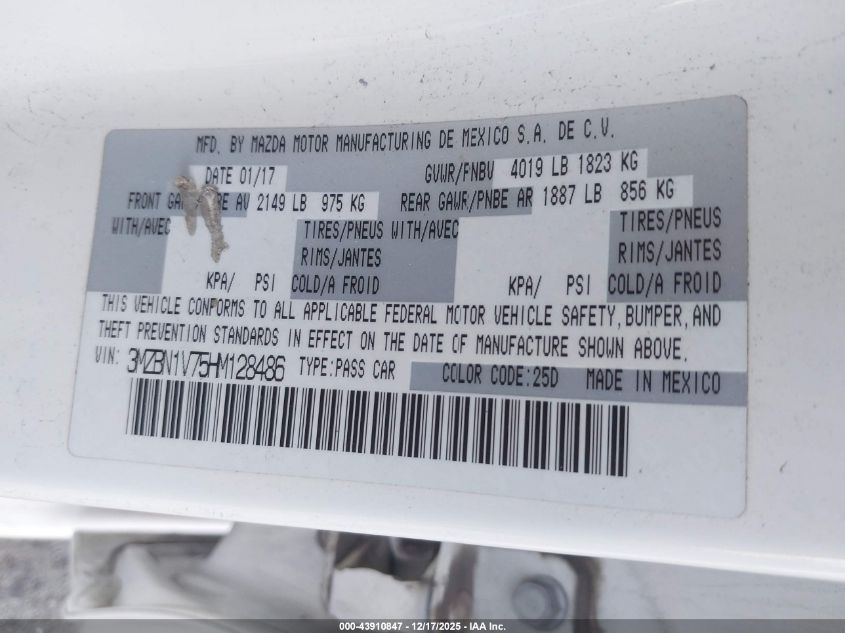 MFD. BY MAZDA MOTOR MANUFACTURING DE MEXICO S.A. DE C.V.
DATE 01/17 GVWR/PNBV 4019 LB 1823 KG
FRONT BE AV 2149 LB 975 KG REAR GAWR/PNBE AR 1887 LB 856 KG
WITH/AVEC TIRES/PNEUS WITH/AVEC TIRES/PNEUS
RIMS/JANTES RIMS/JANTES
KPA/ PSI COLD/A FROID KPA/ PSI COLD/A FROID
THIS VEHICLE CONFORMS TO ALL APPLICABLE FEDERAL MOTOR VEHICLE SAFETY, BUMPER, AND
THEFT PREVENTION STANDARDS IN EFFECT ON THE DATE OF MANUFACTURE SHOWN ABOVE.
VIN: 3MZBN1V75HM128486 TYPE:PASS CAR COLOR CODE:25D MADE IN MEXICO
000-43910847 - 12/17/2025 - IAA Inc.